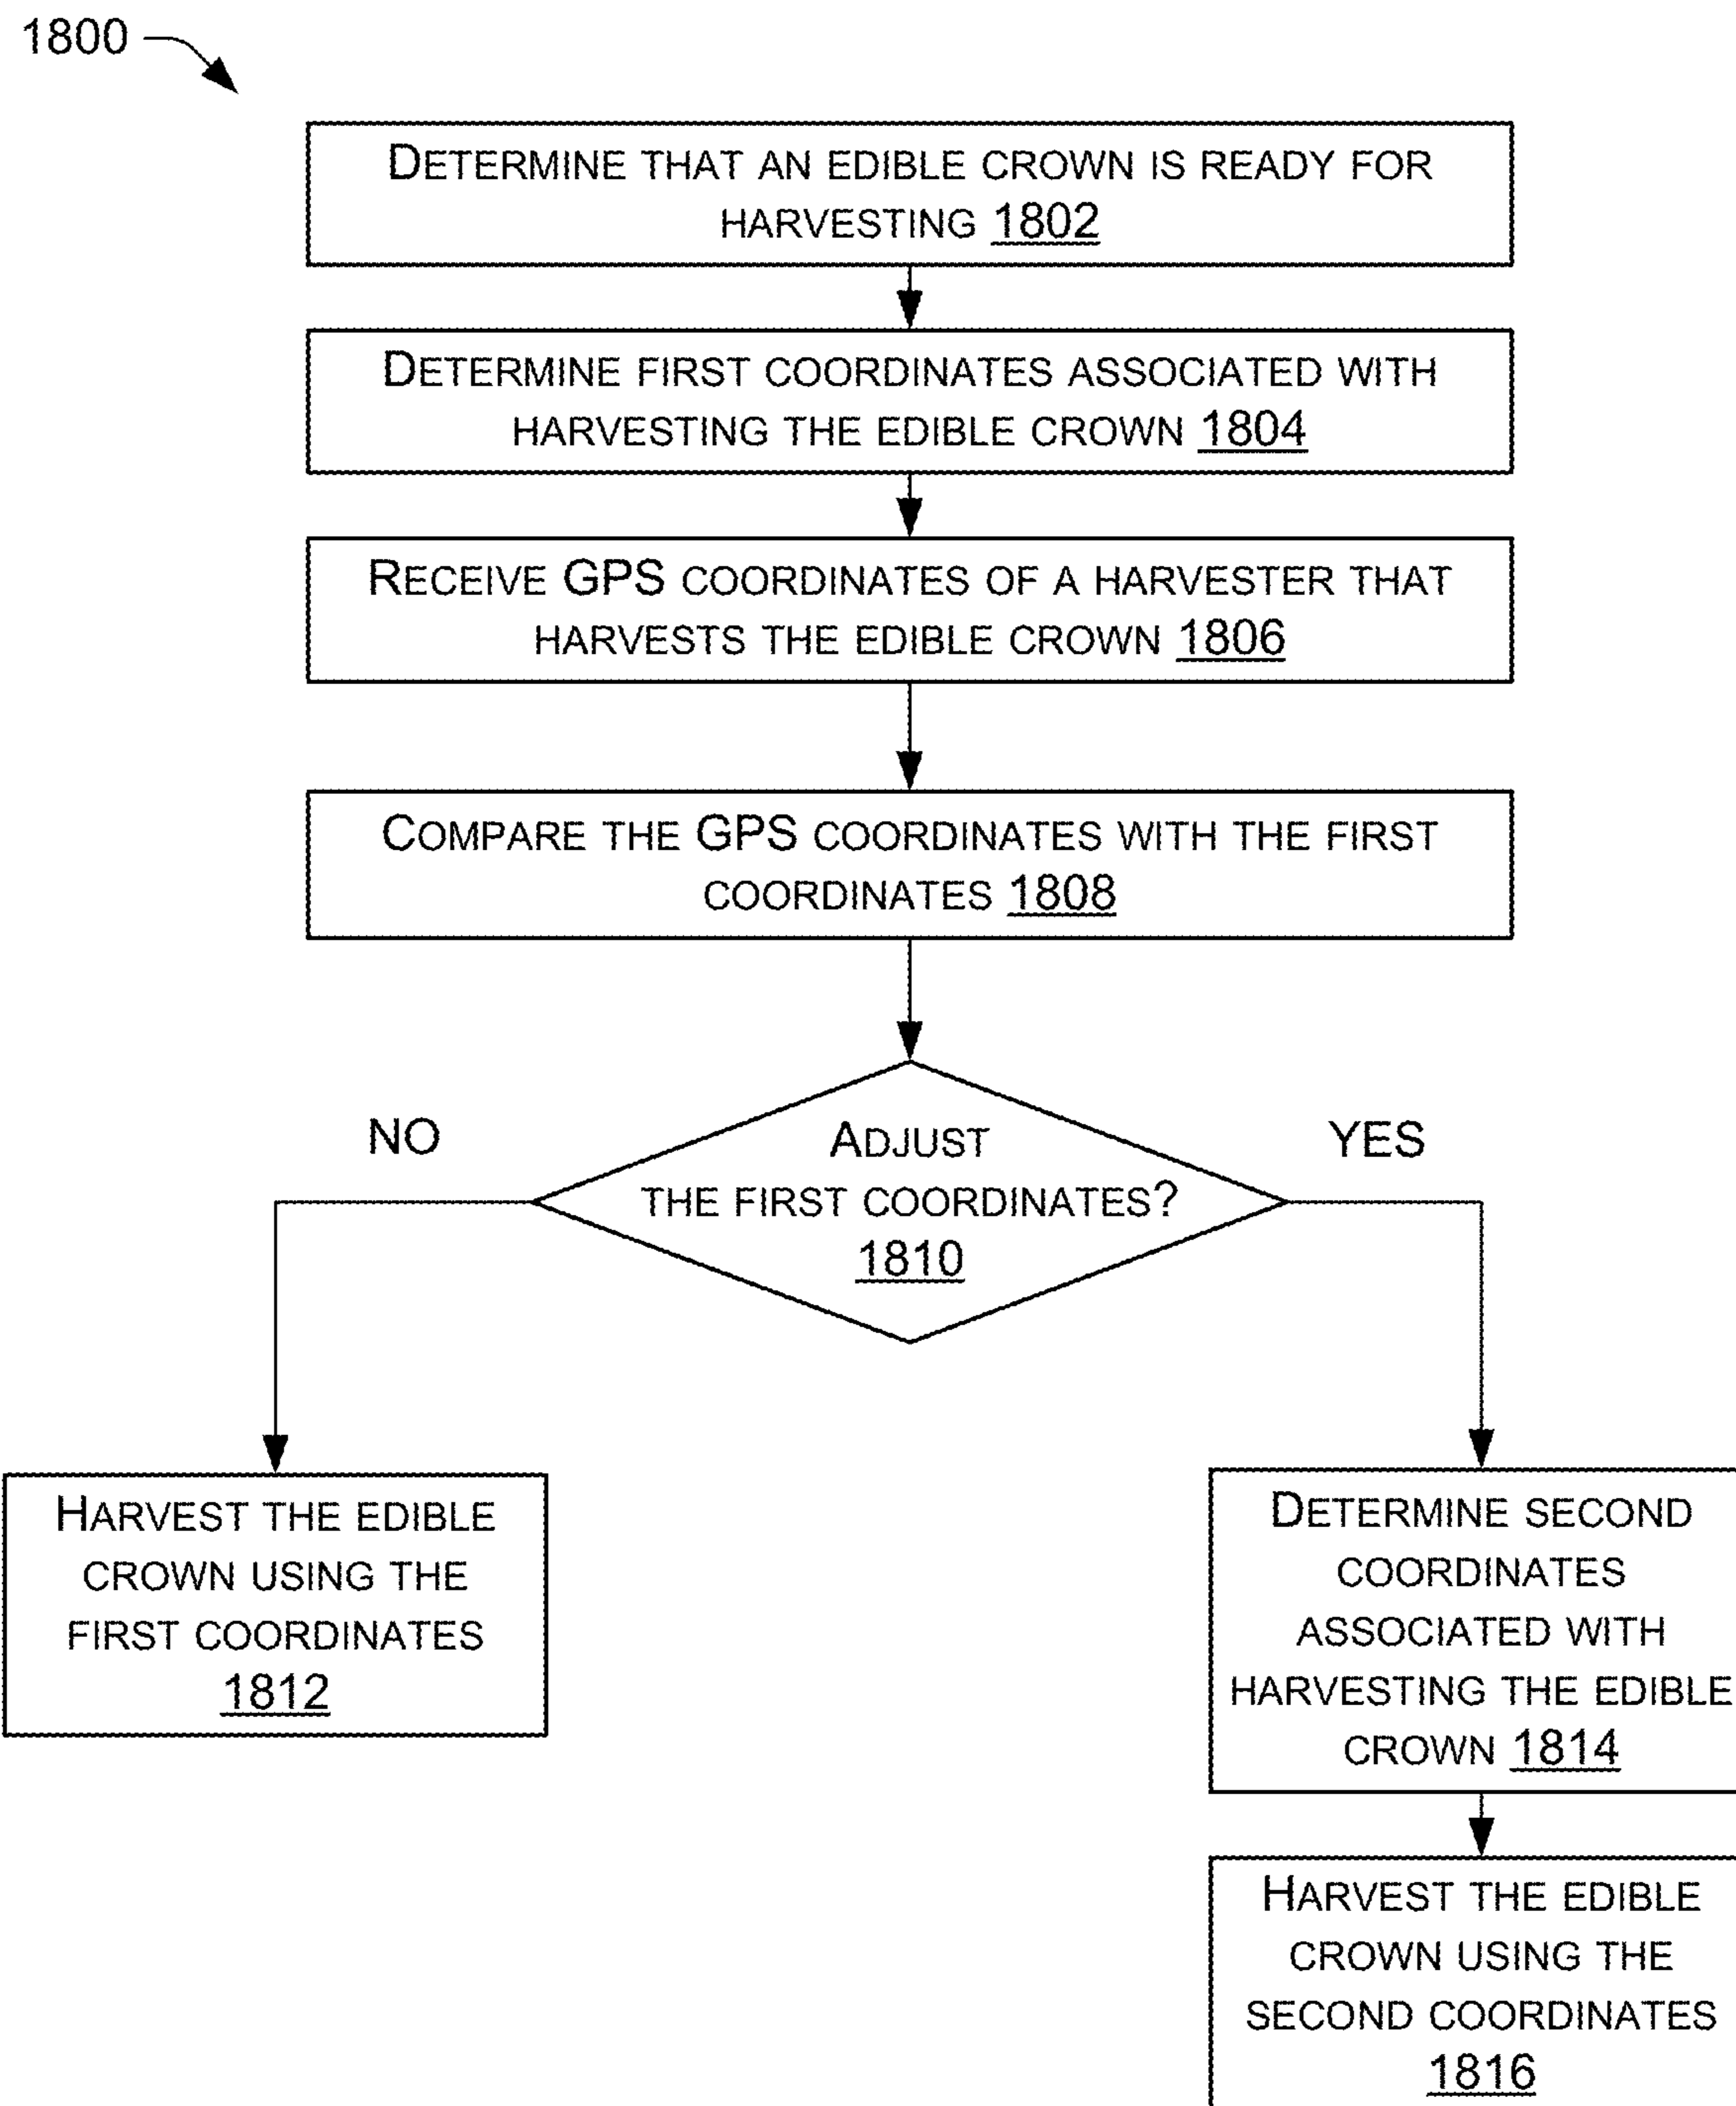 1800
DETERMINE THAT AN EDIBLE CROWN IS READY FOR
HARVESTING 1802
DETERMINE FIRST COORDINATES ASSOCIATED WITH
HARVESTING THE EDIBLE CROWN 1804
RECEIVE GPS COORDINATES OF A HARVESTER THAT
HARVESTS THE EDIBLE CROWN 1806
COMPARE THE GPS COORDINATES WITH THE FIRST
COORDINATES 1808
NO
ADJUST
THE FIRST COORDINATES?
1810
YES
HARVEST THE EDIBLE
CROWN USING THE
FIRST COORDINATES
1812
DETERMINE SECOND
COORDINATES
ASSOCIATED WITH
HARVESTING THE EDIBLE
CROWN 1814
HARVEST THE EDIBLE
CROWN USING THE
SECOND COORDINATES
1816